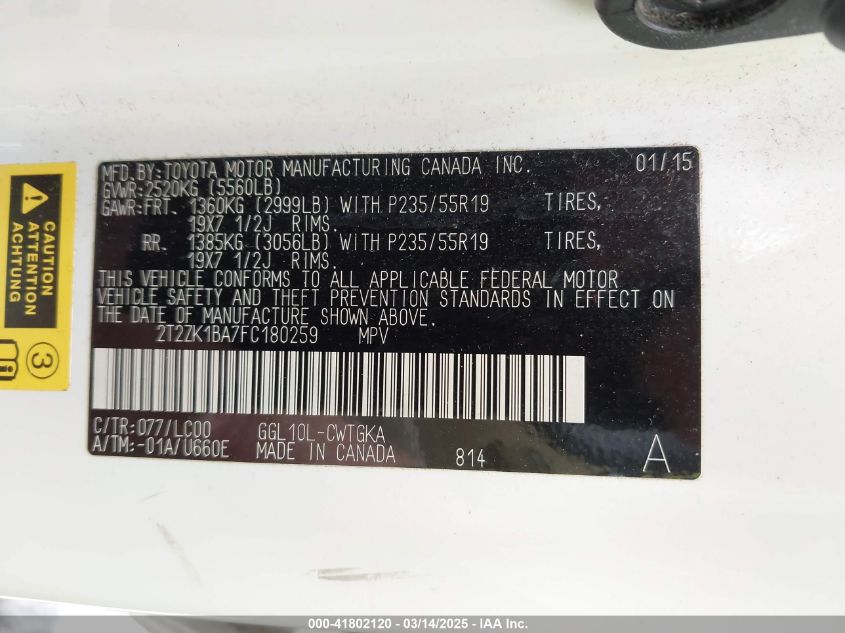 MFD.BY:TOYOTA MOTOR MANUFACTURING CANADA INC. 01/15
GVWR:2520KG (5560LB)
GAWR:FRT. 1360KG (2999LB) WITH P235/55R19 TIRES,
19X7 1/2J RIMS.
RR. 1385KG (3056LB) WITH P235/55R19 TIRES,
19X7 1/2J RIMS.
THIS VEHICLE CONFORMS TO ALL APPLICABLE FEDERAL MOTOR
VEHICLE SAFETY AND THEFT PREVENTION STANDARDS IN EFFECT ON
THE DATE OF MANUFACTURE SHOWN ABOVE.
2T2ZK1BA7FC180259 MPV
C/TR:077/LC00 GGL10L-CWTGKA
A/TM:-01A/U660E MADE IN CANADA 814 A
CAUTION
ACHTUNG
3
000-41802120 - 03/14/2025 - IAA Inc.